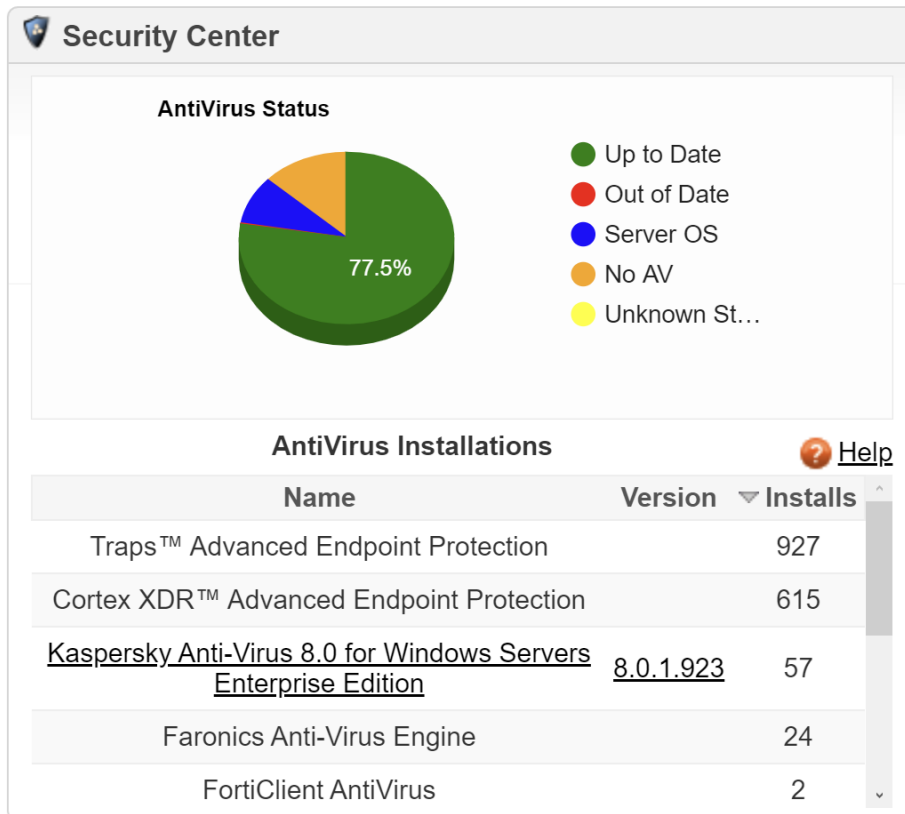 Security Center
AntiVirus Status
77.5%
Up to Date
Out of Date
Server OS
No AV
Unknown St…
AntiVirus Installations
? Help
Name Version Installs
Traps™ Advanced Endpoint Protection 927
Cortex XDR™ Advanced Endpoint Protection 615
Kaspersky Anti-Virus 8.0 for Windows Servers
Enterprise Edition 8.0.1.923 57
Faronics Anti-Virus Engine 24
FortiClient AntiVirus 2